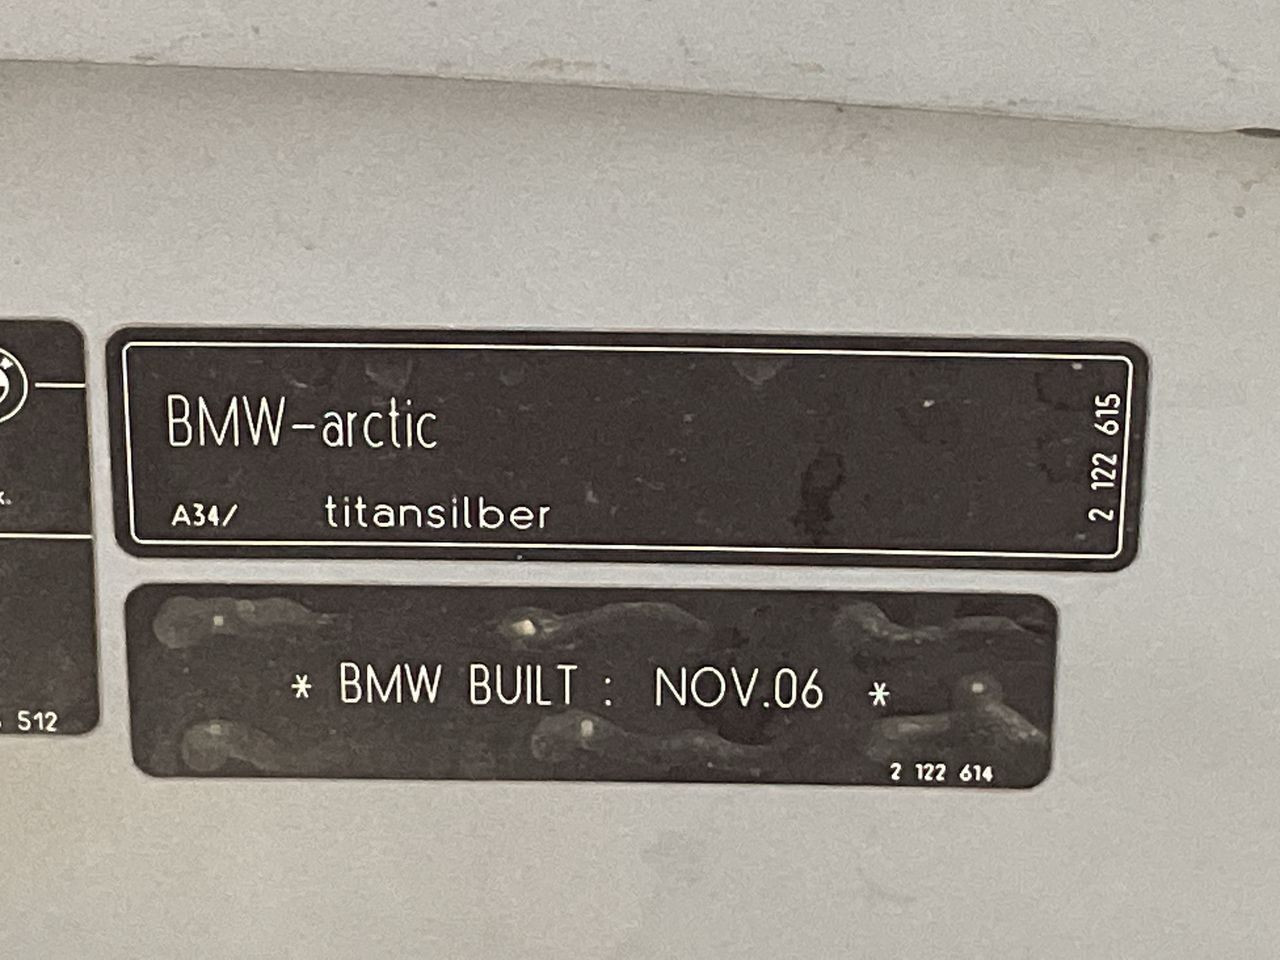 BMW-arctic
A34/ titansilber
2 122 615
* BMW BUILT : NOV.06 *
2 122 614
512